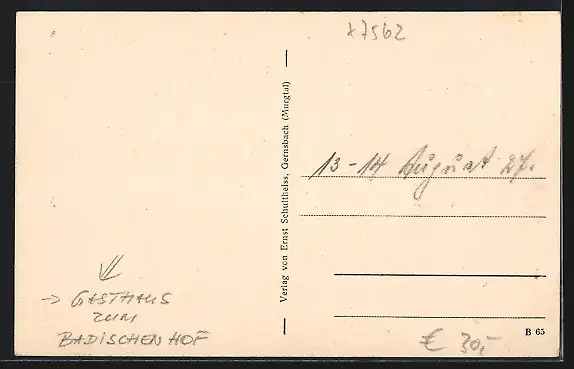 x7562
Verlag von Ernst Schultheiss, Gernsbach (Murgtal)
13-14 August 27.
→ GASTHAUS
ZUM
BADISCHEN HOF
€ 30,-
B 65